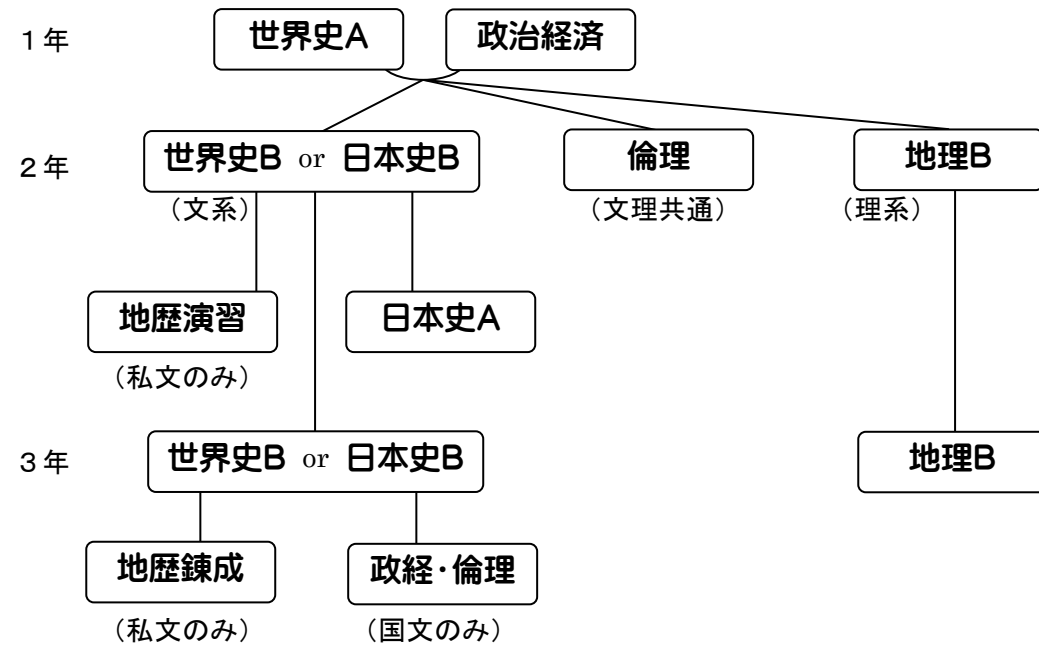 1年 世界史A 政治経済
2年 世界史B or 日本史B 倫理 地理B
(文系) (文理共通) (理系)
地歴演習 日本史A
(私文のみ)
3年 世界史B or 日本史B 地理B
地歴錬成 政経・倫理
(私文のみ) (国文のみ)